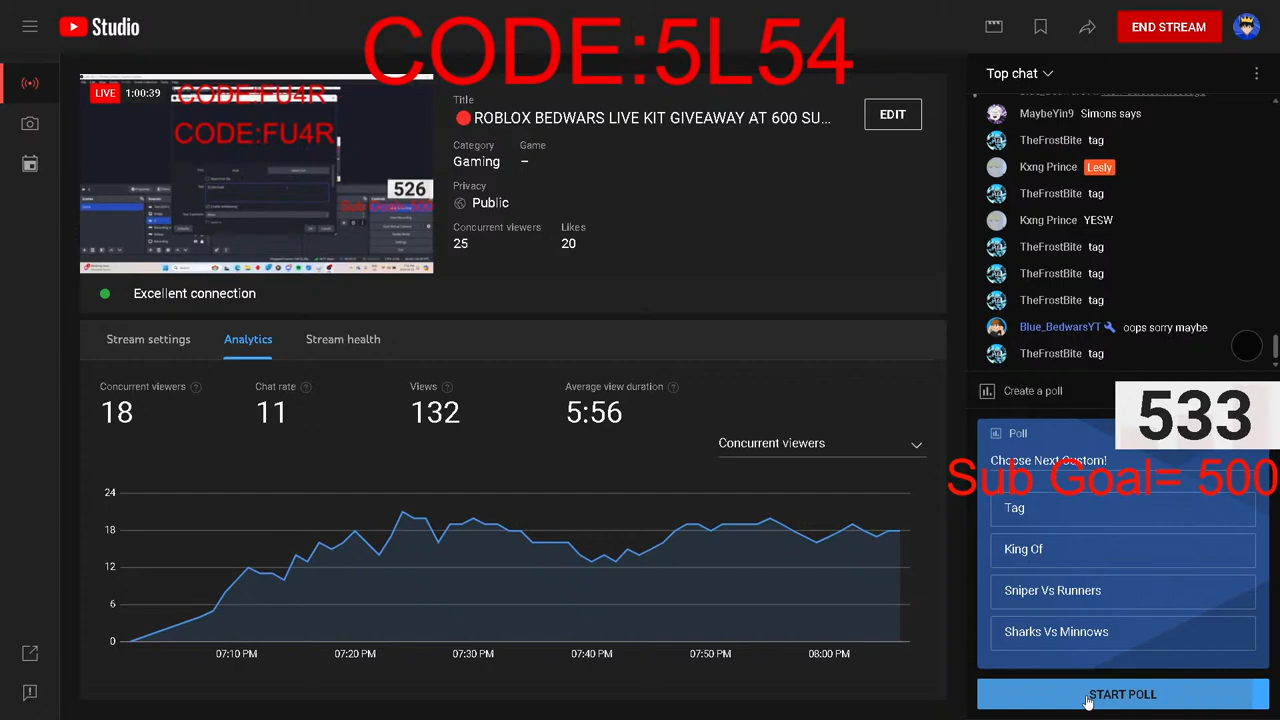 Studio
CODE:5L54
END STREAM
LIVE 1:00:39
CODE:FU4R
CODE:FU4R
526
Title
ROBLOX BEDWARS LIVE KIT GIVEAWAY AT 600 SU...
EDIT
Category Game
Gaming –
Privacy
Public
Concurrent viewers Likes
25 20
Excellent connection
Stream settings Analytics Stream health
Concurrent viewers Chat rate Views Average view duration
18 11 132 5:56
Concurrent viewers
24
18
12
6
0
07:10 PM 07:20 PM 07:30 PM 07:40 PM 07:50 PM 08:00 PM
Top chat
MaybeYin9 Simons says
TheFrostBite tag
Kxng Prince Lesly
TheFrostBite tag
Kxng Prince YESW
TheFrostBite tag
TheFrostBite tag
TheFrostBite tag
Blue_BedwarsYT oops sorry maybe
TheFrostBite tag
Create a poll
533
Poll
Choose Next Custom!
Sub Goal= 500
Tag
King Of
Sniper Vs Runners
Sharks Vs Minnows
START POLL